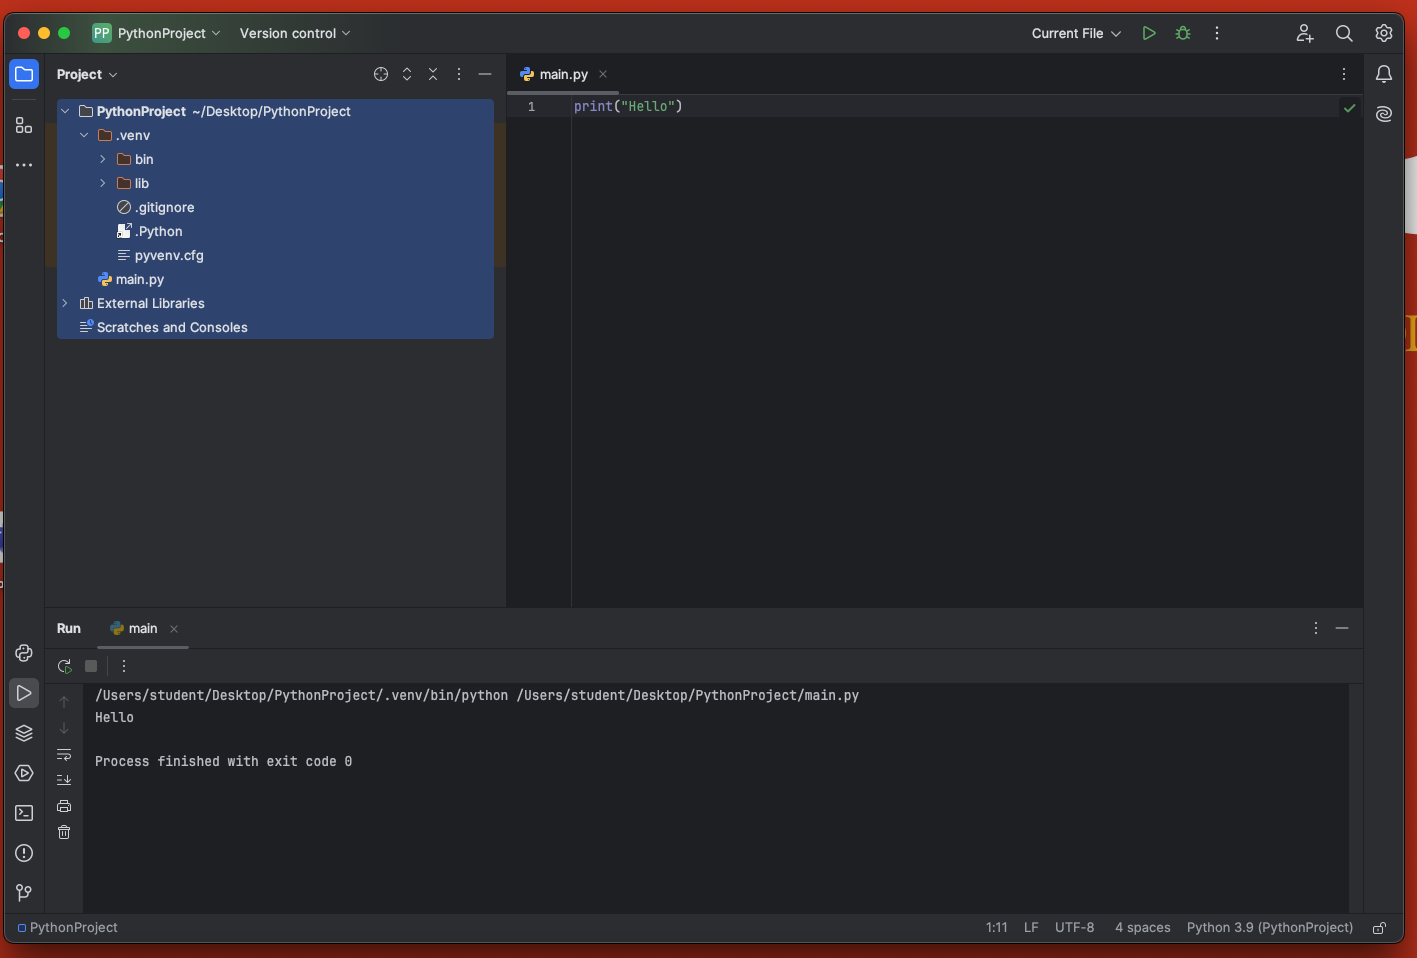 PP PythonProject Version control Current File
Project
main.py
PythonProject ~/Desktop/PythonProject
1 print("Hello")
.venv
bin
lib
.gitignore
.Python
pyvenv.cfg
main.py
External Libraries
Scratches and Consoles
Run main
/Users/student/Desktop/PythonProject/.venv/bin/python /Users/student/Desktop/PythonProject/main.py
Hello
Process finished with exit code 0
PythonProject 1:11 LF UTF-8 4 spaces Python 3.9 (PythonProject)